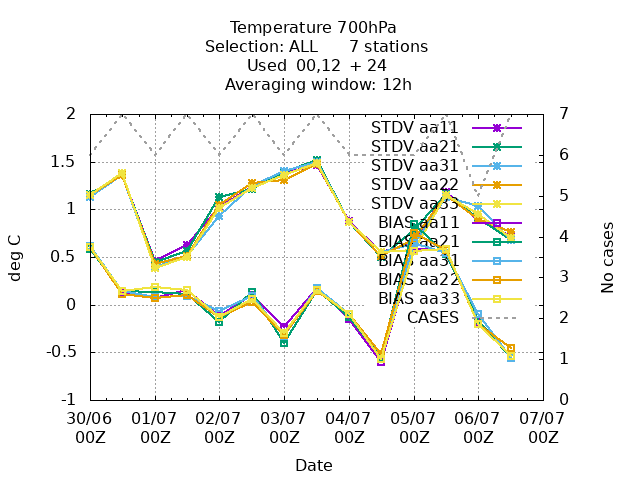 Temperature 700hPa
Selection: ALL 7 stations
Used 00,12 + 24
Averaging window: 12h
2
1.5
1
0.5
0
-0.5
-1
deg C
7
6
5
4
3
2
1
0
No cases
STDV aa11
STDV aa21
STDV aa31
STDV aa22
STDV aa33
BIAS aa11
BIAS aa21
BIAS aa31
BIAS aa22
BIAS aa33
CASES
30/06 01/07 02/07 03/07 04/07 05/07 06/07 07/07
00Z 00Z 00Z 00Z 00Z 00Z 00Z 00Z
Date